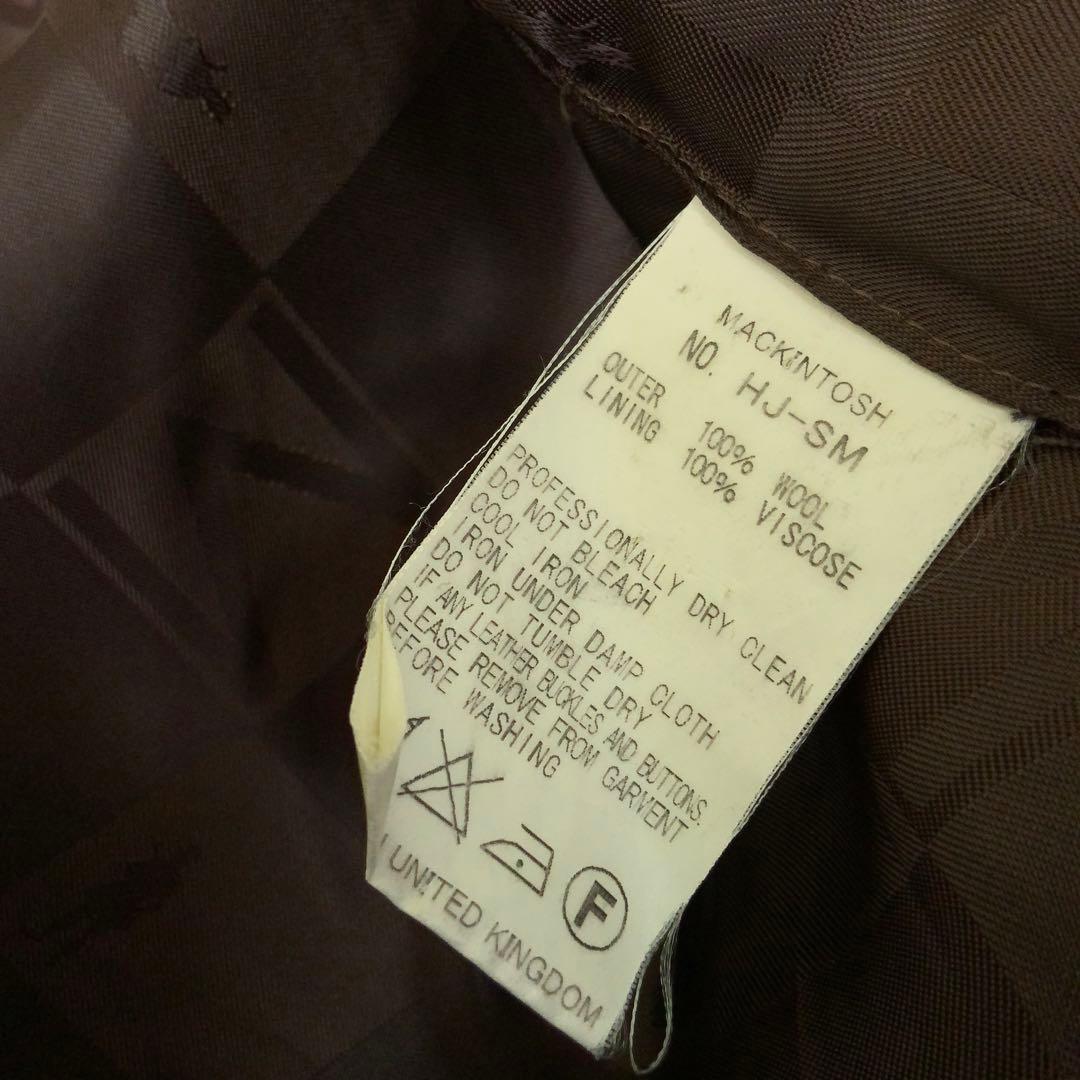 MACKINTOSH
NO. HJ-SM
OUTER 100% WOOL
LINING 100% VISCOSE
PROFESSIONALLY DRY CLEAN
DO NOT BLEACH
COOL IRON
IRON UNDER DAMP CLOTH
DO NOT TUMBLE DRY
IF ANY LEATHER BUCKLES AND BUTTONS.
PLEASE REMOVE FROM GARMENT
BEFORE WASHING
F
UNITED KINGDOM